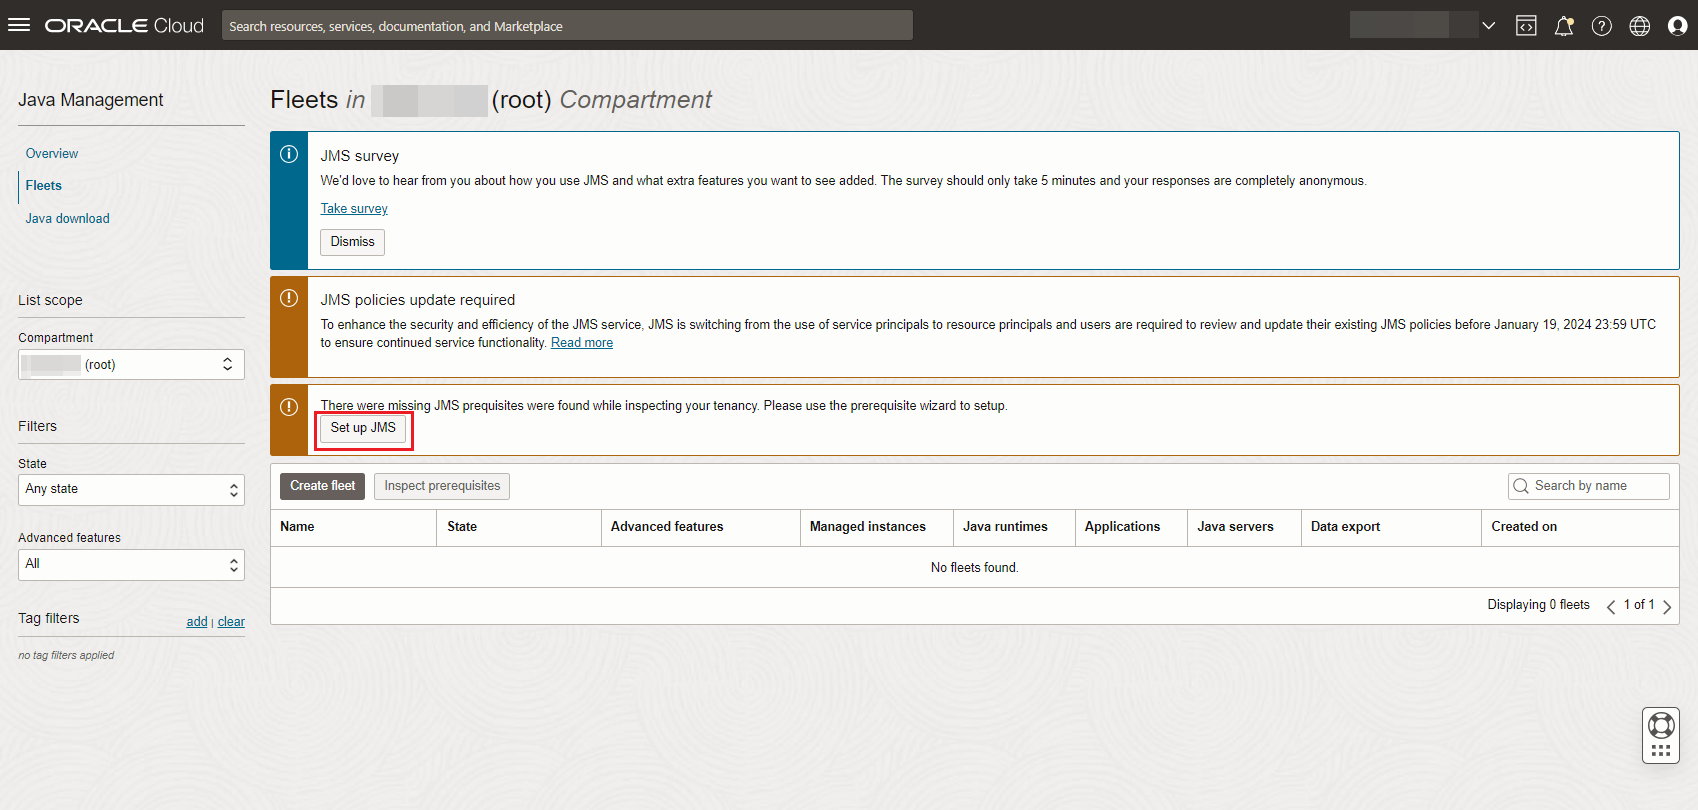 ORACLE Cloud
Search resources, services, documentation, and Marketplace
Java Management
Overview
Fleets
Java download
List scope
Compartment
(root)
Filters
State
Any state
Advanced features
All
Tag filters
add | clear
no tag filters applied
Fleets in (root) Compartment
JMS survey
We'd love to hear from you about how you use JMS and what extra features you want to see added. The survey should only take 5 minutes and your responses are completely anonymous.
Take survey
Dismiss
JMS policies update required
To enhance the security and efficiency of the JMS service, JMS is switching from the use of service principals to resource principals and users are required to review and update their existing JMS policies before January 19, 2024 23:59 UTC
to ensure continued service functionality. Read more
There were missing JMS prequisites were found while inspecting your tenancy. Please use the prerequisite wizard to setup.
Set up JMS
Create fleet
Inspect prerequisites
Search by name
Name State Advanced features Managed instances Java runtimes Applications Java servers Data export Created on
No fleets found.
Displaying 0 fleets 1 of 1